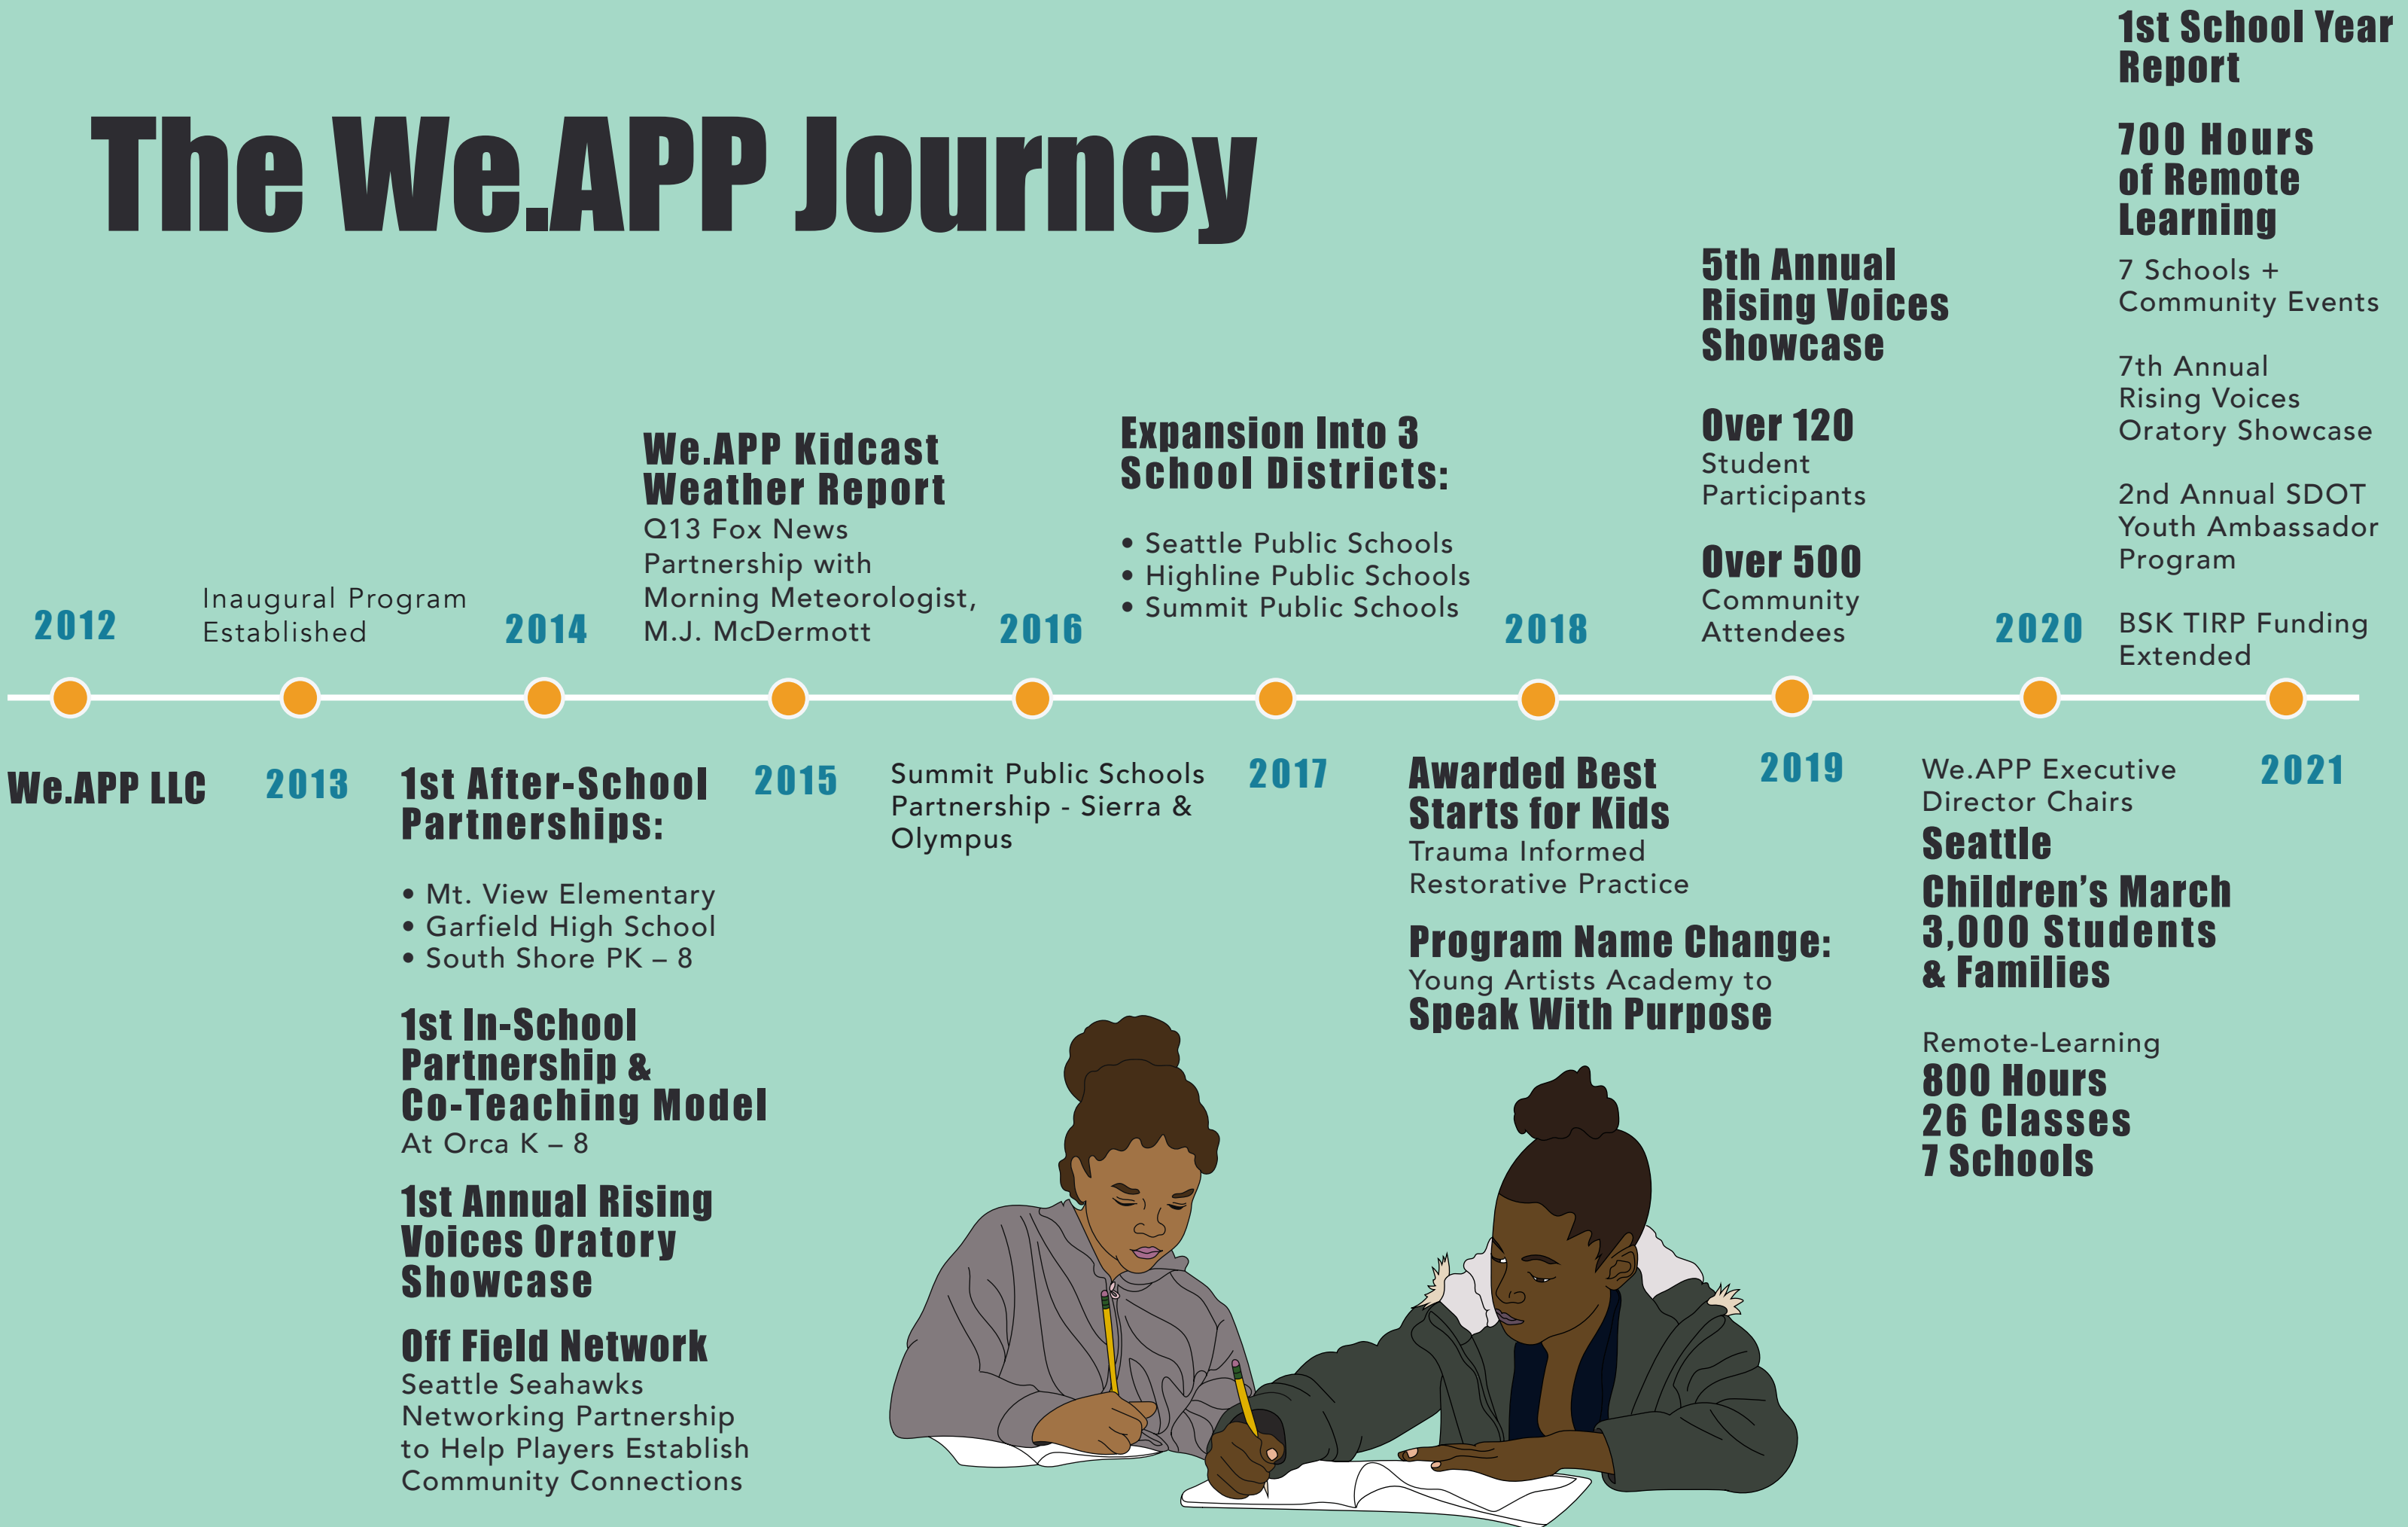 The We.APP Journey
2012
We.APP LLC
Inaugural Program
Established
2013
2014
1st After-School
Partnerships:
• Mt. View Elementary
• Garfield High School
• South Shore PK – 8
1st In-School
Partnership &
Co-Teaching Model
At Orca K – 8
1st Annual Rising
Voices Oratory
Showcase
Off Field Network
Seattle Seahawks
Networking Partnership
to Help Players Establish
Community Connections
We.APP Kidcast
Weather Report
Q13 Fox News
Partnership with
Morning Meteorologist,
M.J. McDermott
2015
2016
Summit Public Schools
Partnership - Sierra &
Olympus
Expansion Into 3
School Districts:
• Seattle Public Schools
• Highline Public Schools
• Summit Public Schools
2017
2018
Awarded Best
Starts for Kids
Trauma Informed
Restorative Practice
Program Name Change:
Young Artists Academy to
Speak With Purpose
5th Annual
Rising Voices
Showcase
Over 120
Student
Participants
Over 500
Community
Attendees
2019
2020
We.APP Executive
Director Chairs
Seattle
Children’s March
3,000 Students
& Families
Remote-Learning
800 Hours
26 Classes
7 Schools
1st School Year
Report
700 Hours
of Remote
Learning
7 Schools +
Community Events
7th Annual
Rising Voices
Oratory Showcase
2nd Annual SDOT
Youth Ambassador
Program
BSK TIRP Funding
Extended
2021